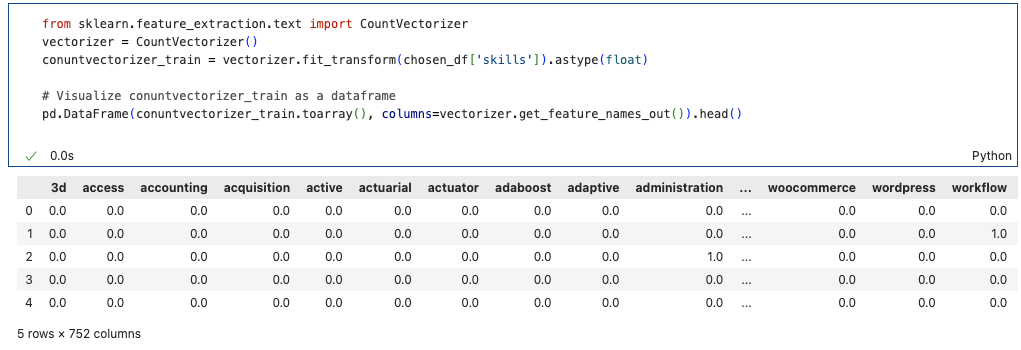 from sklearn.feature_extraction.text import CountVectorizer
vectorizer = CountVectorizer()
conuntvectorizer_train = vectorizer.fit_transform(chosen_df['skills']).astype(float)
# Visualize conuntvectorizer_train as a dataframe
pd.DataFrame(conuntvectorizer_train.toarray(), columns=vectorizer.get_feature_names_out()).head()
✓ 0.0s Python
3d access accounting acquisition active actuarial actuator adaboost adaptive administration ... woocommerce wordpress workflow
0 0.0 0.0 0.0 0.0 0.0 0.0 0.0 0.0 0.0 0.0 ... 0.0 0.0 0.0
1 0.0 0.0 0.0 0.0 0.0 0.0 0.0 0.0 0.0 0.0 ... 0.0 0.0 1.0
2 0.0 0.0 0.0 0.0 0.0 0.0 0.0 0.0 0.0 1.0 ... 0.0 0.0 0.0
3 0.0 0.0 0.0 0.0 0.0 0.0 0.0 0.0 0.0 0.0 ... 0.0 0.0 0.0
4 0.0 0.0 0.0 0.0 0.0 0.0 0.0 0.0 0.0 0.0 ... 0.0 0.0 0.0
5 rows × 752 columns